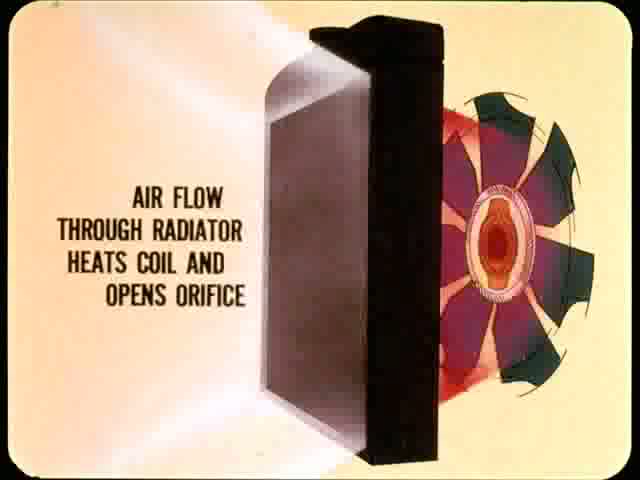 AIR FLOW
THROUGH RADIATOR
HEATS COIL AND
OPENS ORIFICE